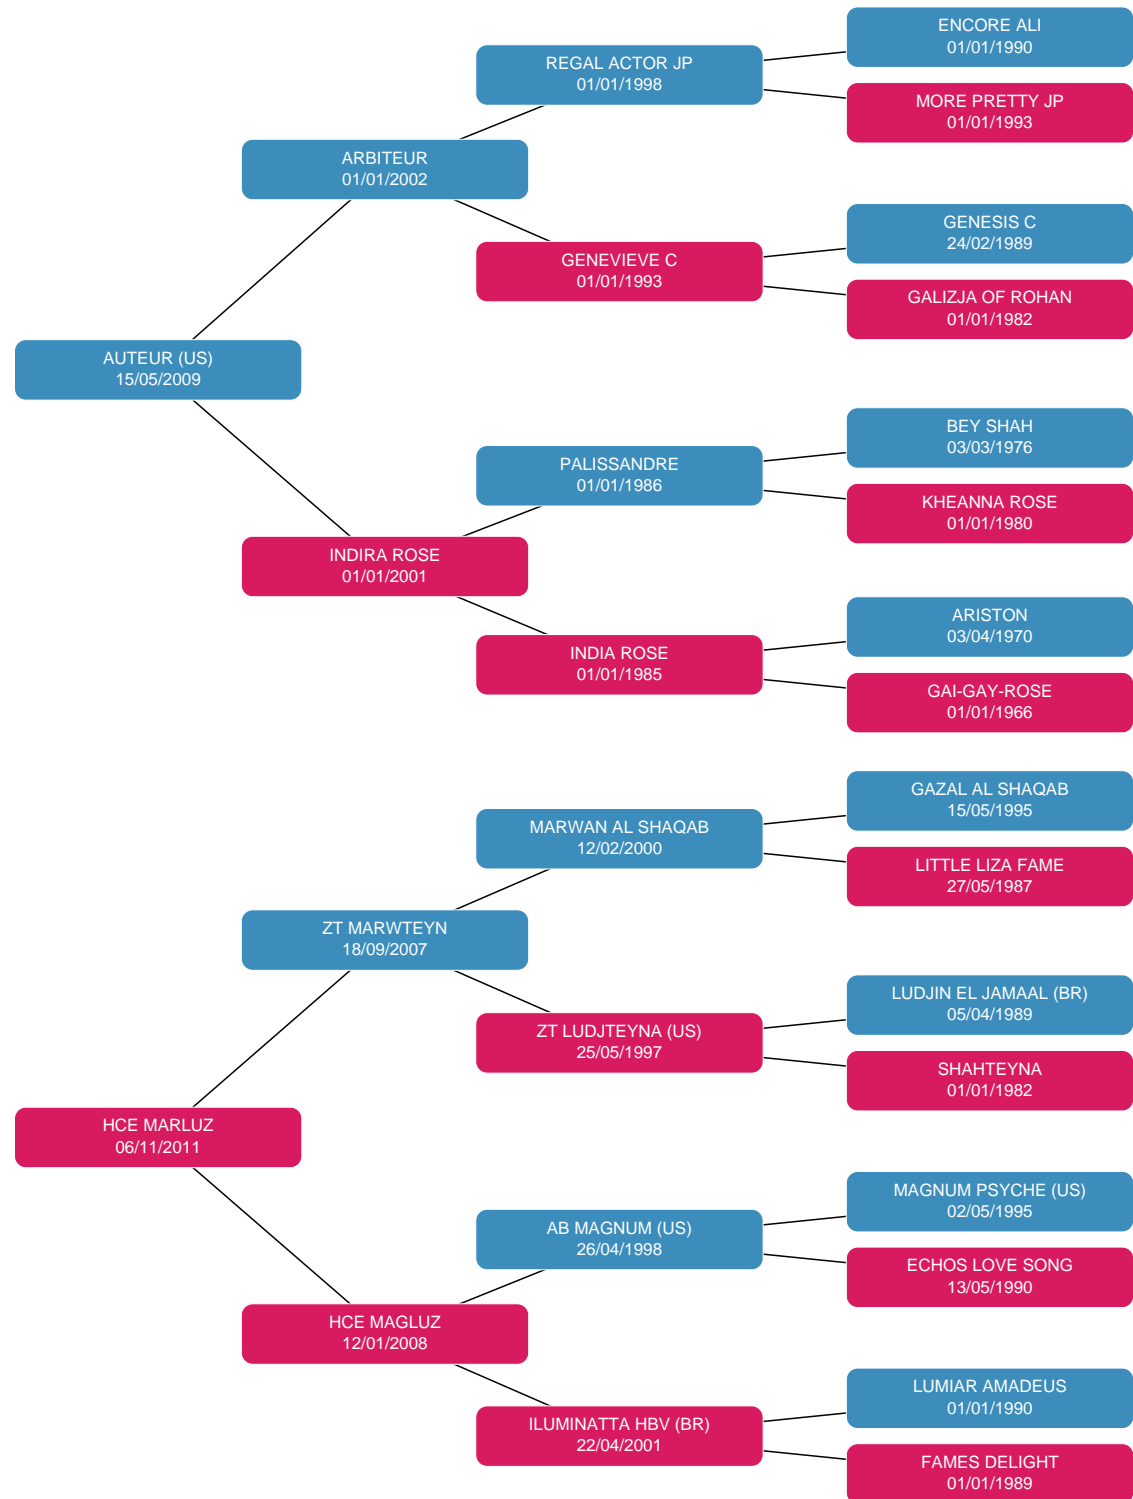 ENCORE ALI
01/01/1990
REGAL ACTOR JP
01/01/1998
MORE PRETTY JP
01/01/1993
ARBITEUR
01/01/2002
GENESIS C
24/02/1989
GENEVIEVE C
01/01/1993
GALIZJA OF ROHAN
01/01/1982
AUTEUR (US)
15/05/2009
BEY SHAH
03/03/1976
PALISSANDRE
01/01/1986
KHEANNA ROSE
01/01/1980
INDIRA ROSE
01/01/2001
ARISTON
03/04/1970
INDIA ROSE
01/01/1985
GAI-GAY-ROSE
01/01/1966
GAZAL AL SHAQAB
15/05/1995
MARWAN AL SHAQAB
12/02/2000
LITTLE LIZA FAME
27/05/1987
ZT MARWTEYN
18/09/2007
LUDJIN EL JAMAAL (BR)
05/04/1989
ZT LUDJTEYNA (US)
25/05/1997
SHAHTEYNA
01/01/1982
HCE MARLUZ
06/11/2011
MAGNUM PSYCHE (US)
02/05/1995
AB MAGNUM (US)
26/04/1998
ECHOS LOVE SONG
13/05/1990
HCE MAGLUZ
12/01/2008
LUMIAR AMADEUS
01/01/1990
ILUMINATTA HBV (BR)
22/04/2001
FAMES DELIGHT
01/01/1989